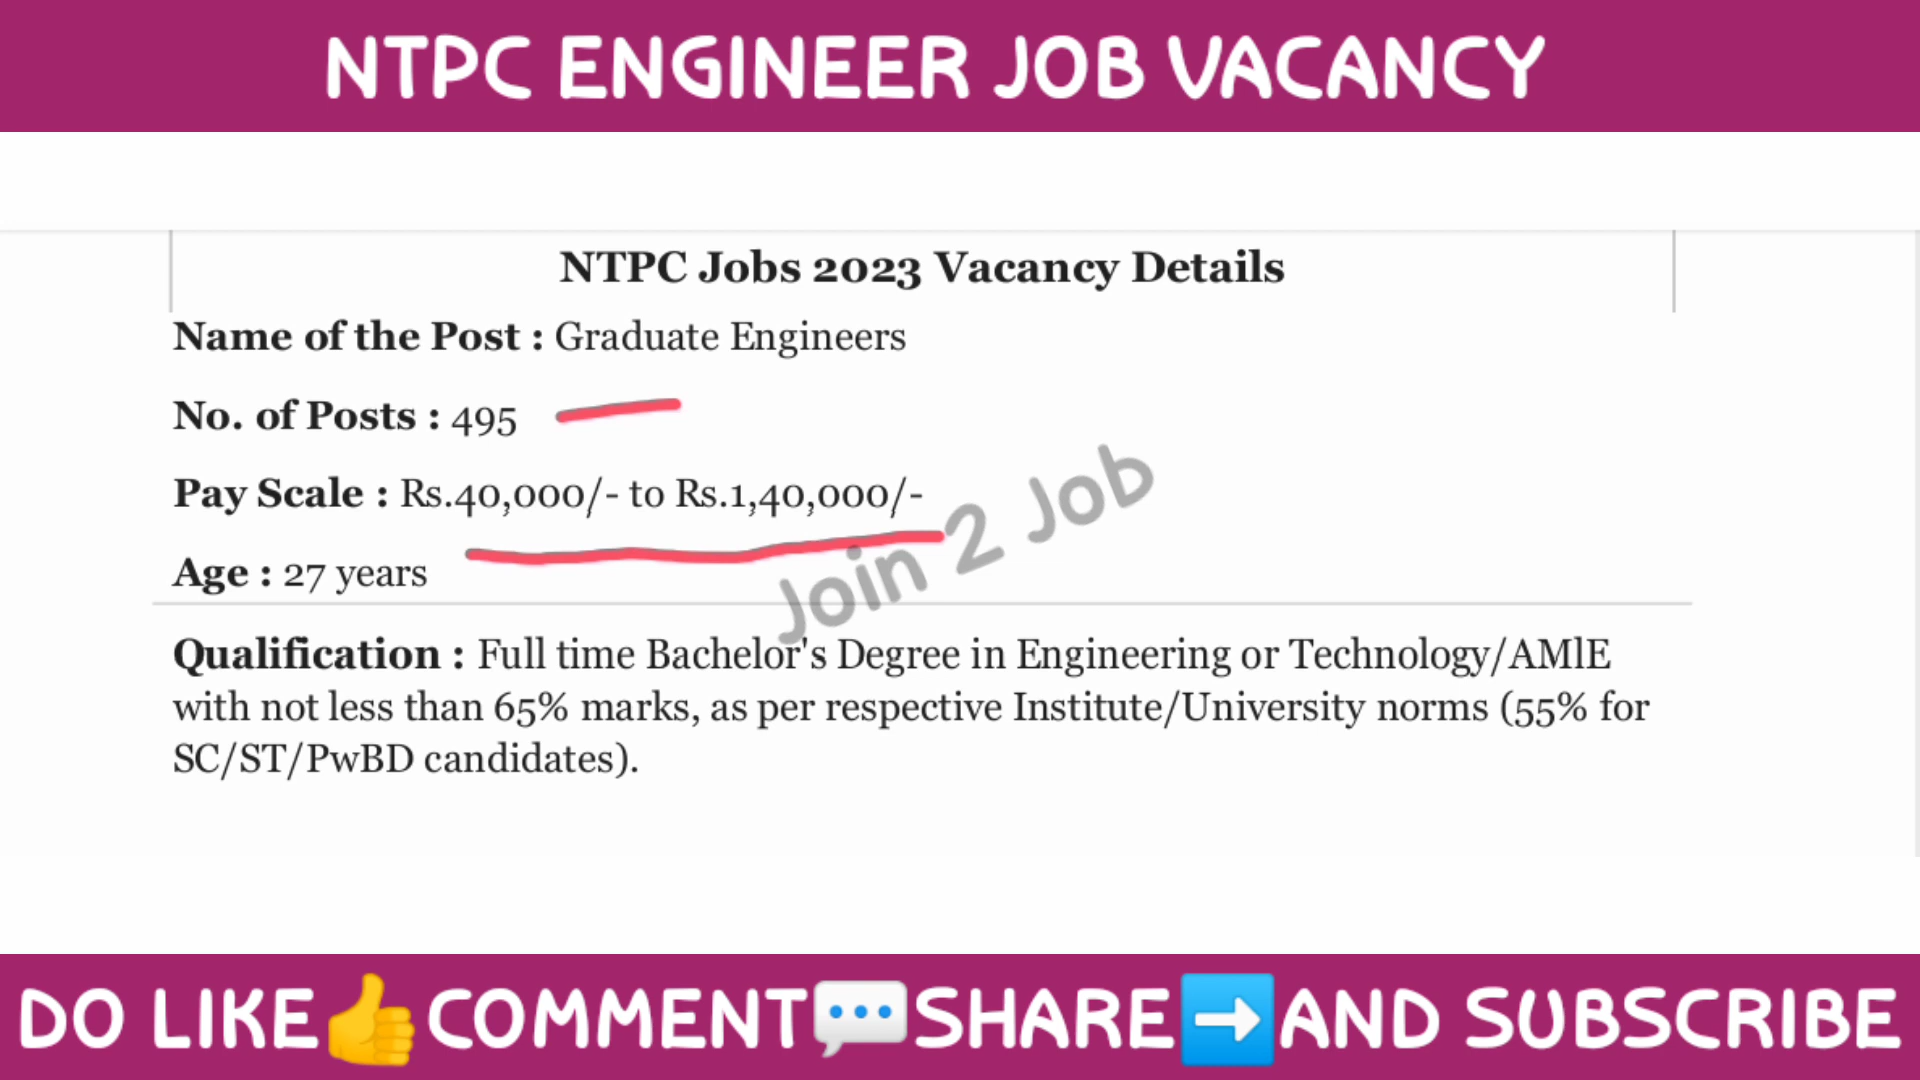 NTPC ENGINEER JOB VACANCY
NTPC Jobs 2023 Vacancy Details
Name of the Post : Graduate Engineers
No. of Posts : 495
Pay Scale : Rs.40,000/- to Rs.1,40,000/-
Age : 27 years
Join 2 Job
Qualification : Full time Bachelor's Degree in Engineering or Technology/AMlE
with not less than 65% marks, as per respective Institute/University norms (55% for
SC/ST/PwBD candidates).
DO LIKE👍COMMENT💬SHARE➡️AND SUBSCRIBE